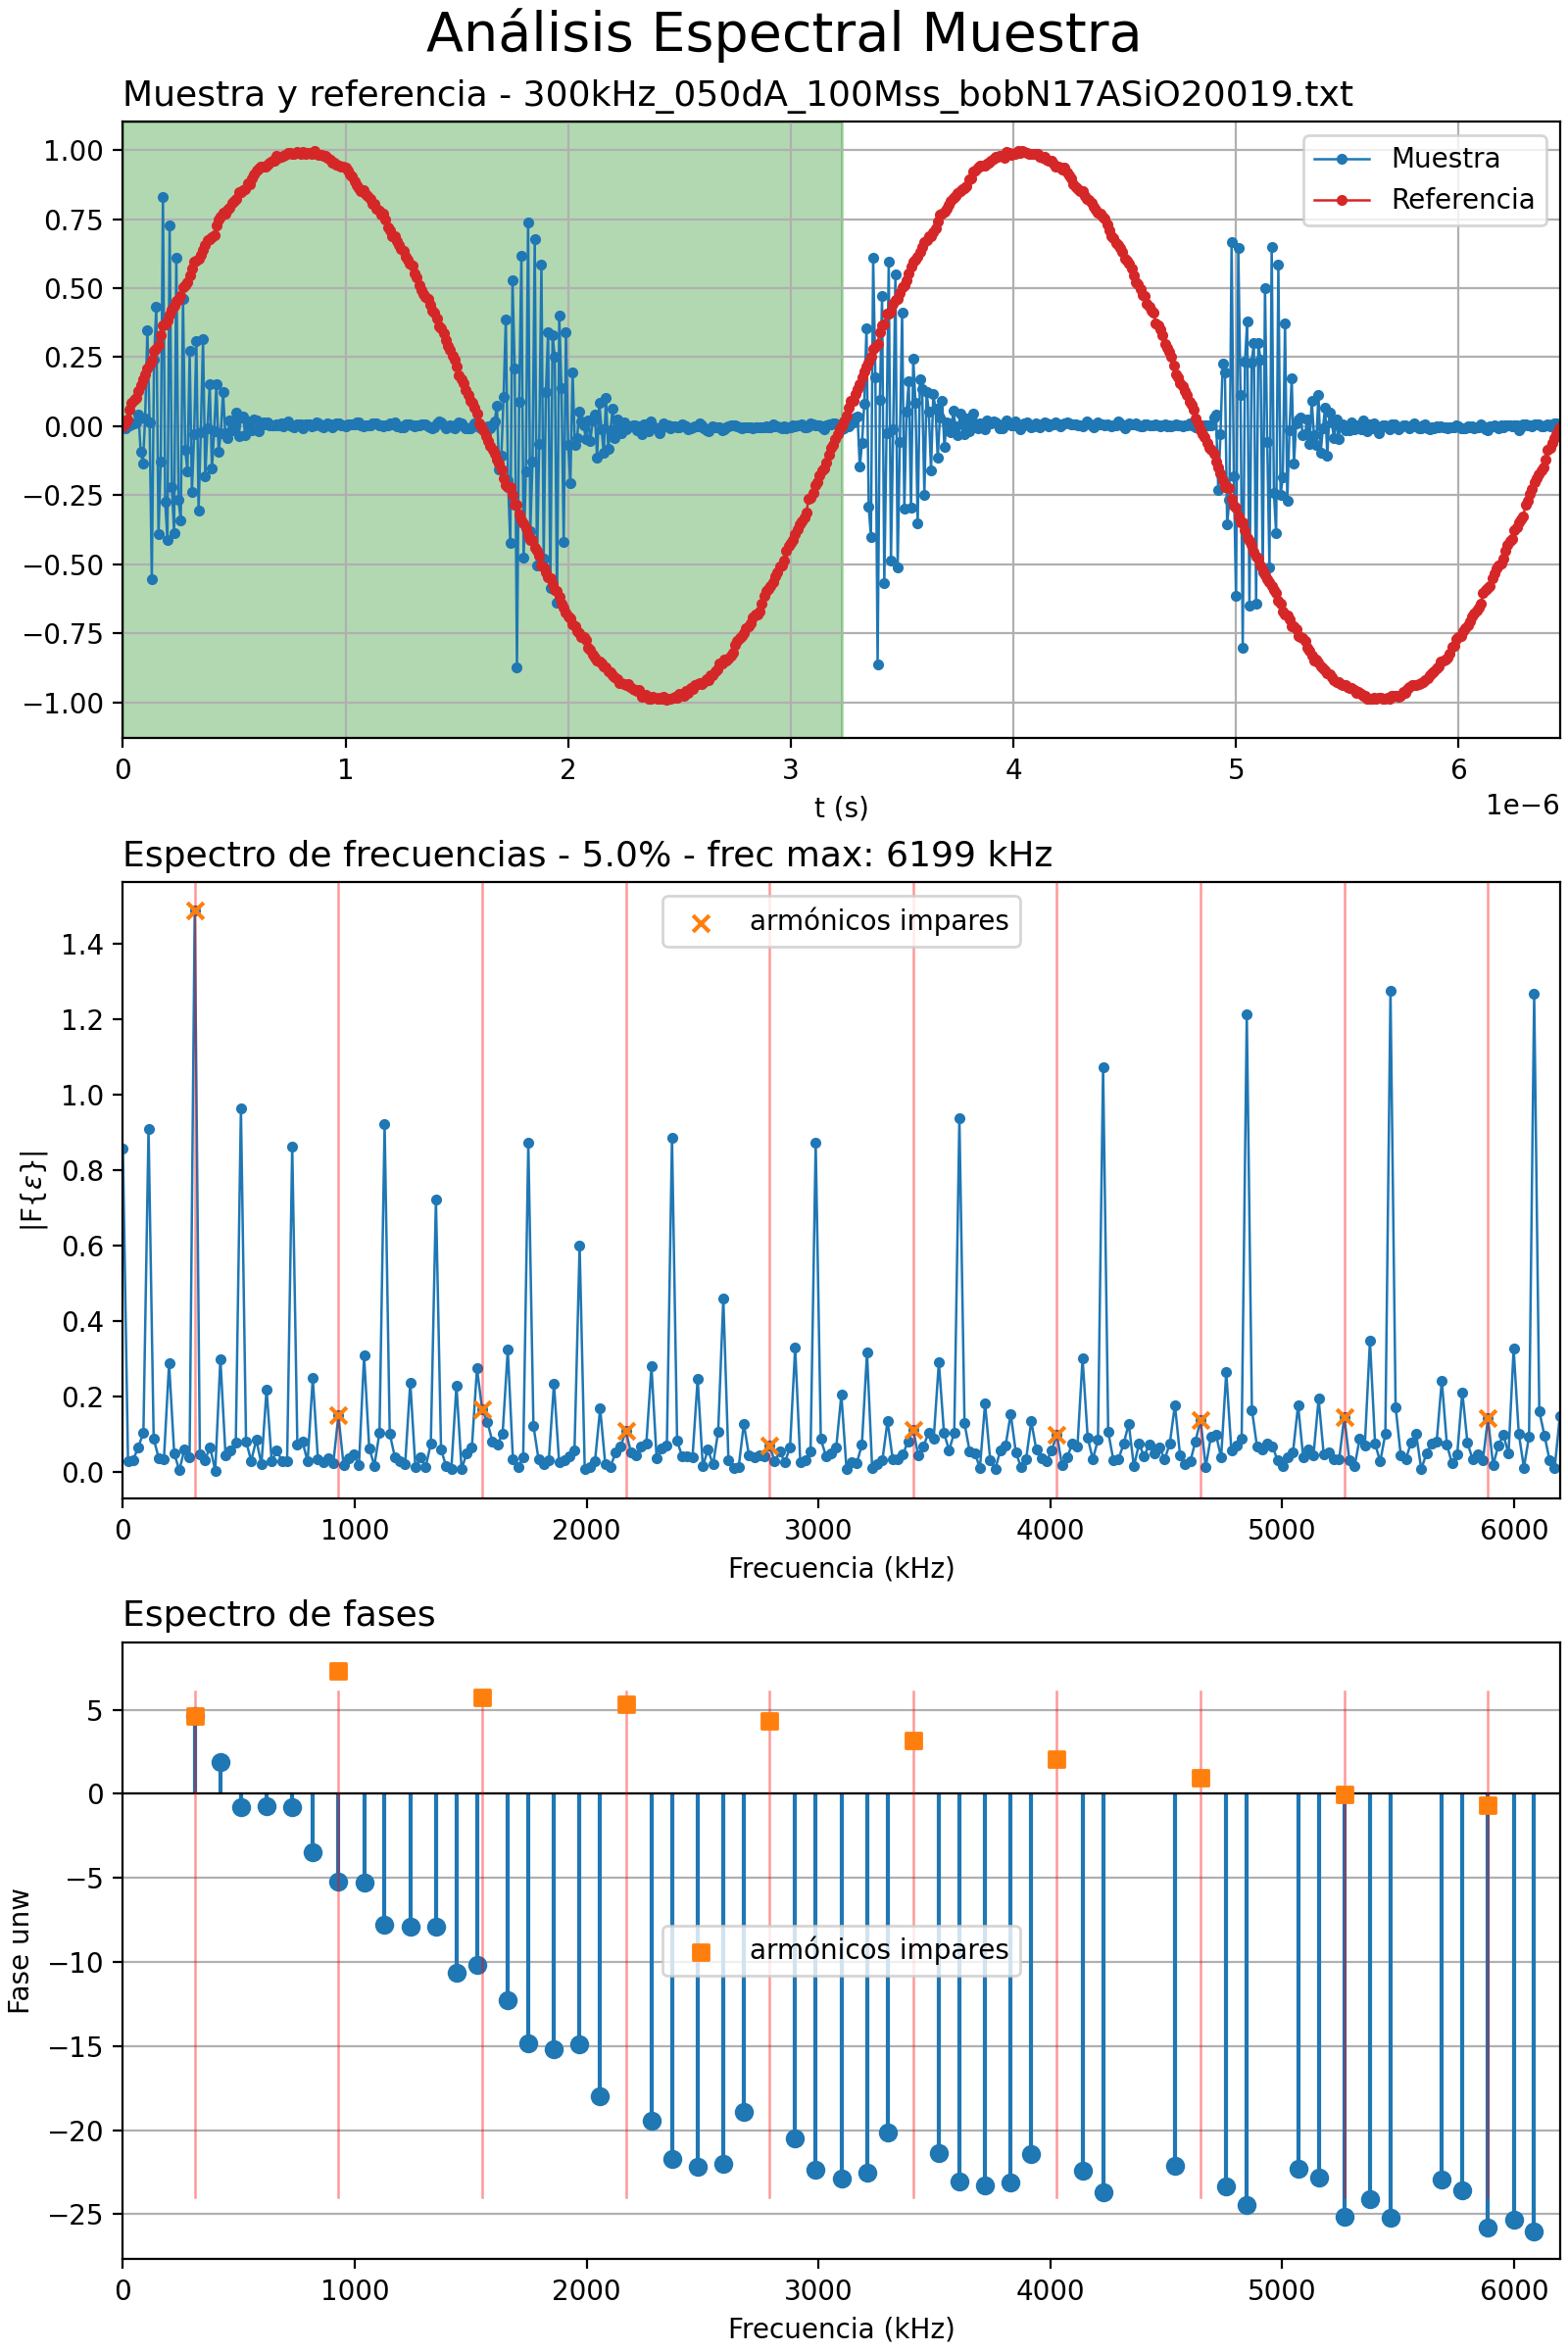 Análisis Espectral Muestra
Muestra y referencia - 300kHz_050dA_100Mss_bobN17ASiO20019.txt
1.00
0.75
0.50
0.25
0.00
−0.25
−0.50
−0.75
−1.00
Muestra
Referencia
0 1 2 3 4 5 6
t (s)
1e−6
Espectro de frecuencias - 5.0% - frec max: 6199 kHz
|F{ε}|
1.4
1.2
1.0
0.8
0.6
0.4
0.2
0.0
armónicos impares
0 1000 2000 3000 4000 5000 6000
Frecuencia (kHz)
Espectro de fases
Fase unw
5
0
−5
−10
−15
−20
−25
armónicos impares
0 1000 2000 3000 4000 5000 6000
Frecuencia (kHz)